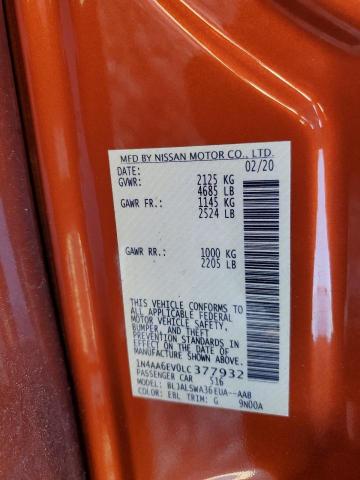 MFD BY NISSAN MOTOR CO., LTD.
DATE: 02/20
GVWR: 2125 KG
4685 LB
GAWR FR.: 1145 KG
2524 LB
GAWR RR.: 1000 KG
2205 LB
THIS VEHICLE CONFORMS TO
ALL APPLICABLE FEDERAL
MOTOR VEHICLE SAFETY,
BUMPER, AND THEFT
PREVENTION STANDARDS
IN EFFECT ON THE DATE OF
MANUFACTURE SHOWN ABOVE.
1N4AA6EV0LC377932
PASSENGER CAR 516
BLJALSWA36EUA--AAB
COLOR: EBL TRIM: G 9N00A